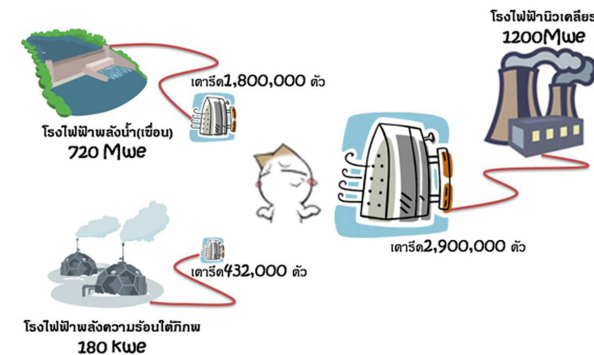 โรงไฟฟ้านิวเคลียร์
1200Mwe
เตารีด1,800,000 ตัว
โรงไฟฟ้าพลังน้ำ(เขื่อน)
720 Mwe
เตารีด2,900,000 ตัว
เตารีด432,000 ตัว
โรงไฟฟ้าพลังความร้อนใต้ภิภพ
180 kwe